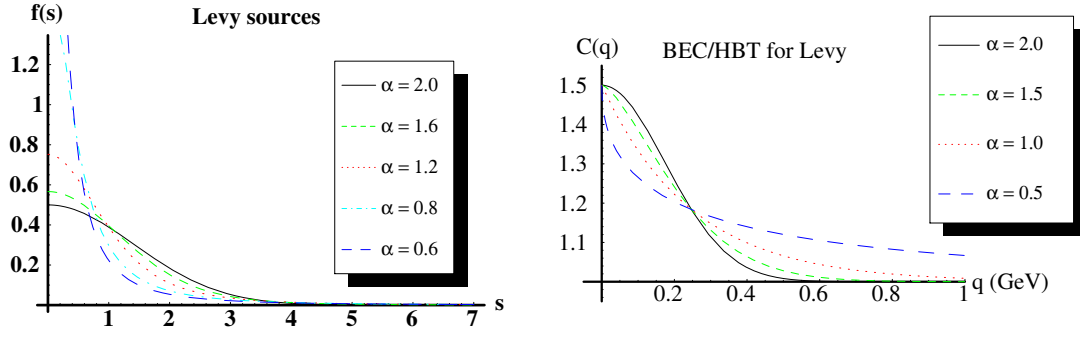 f(s)
Levy sources
1.2
1
0.8
0.6
0.4
0.2
1 2 3 4 5 6 7 s
α = 2.0
α = 1.6
α = 1.2
α = 0.8
α = 0.6
C(q)
BEC/HBT for Levy
1.5
1.4
1.3
1.2
1.1
0.2 0.4 0.6 0.8 1 q (GeV)
α = 2.0
α = 1.5
α = 1.0
α = 0.5